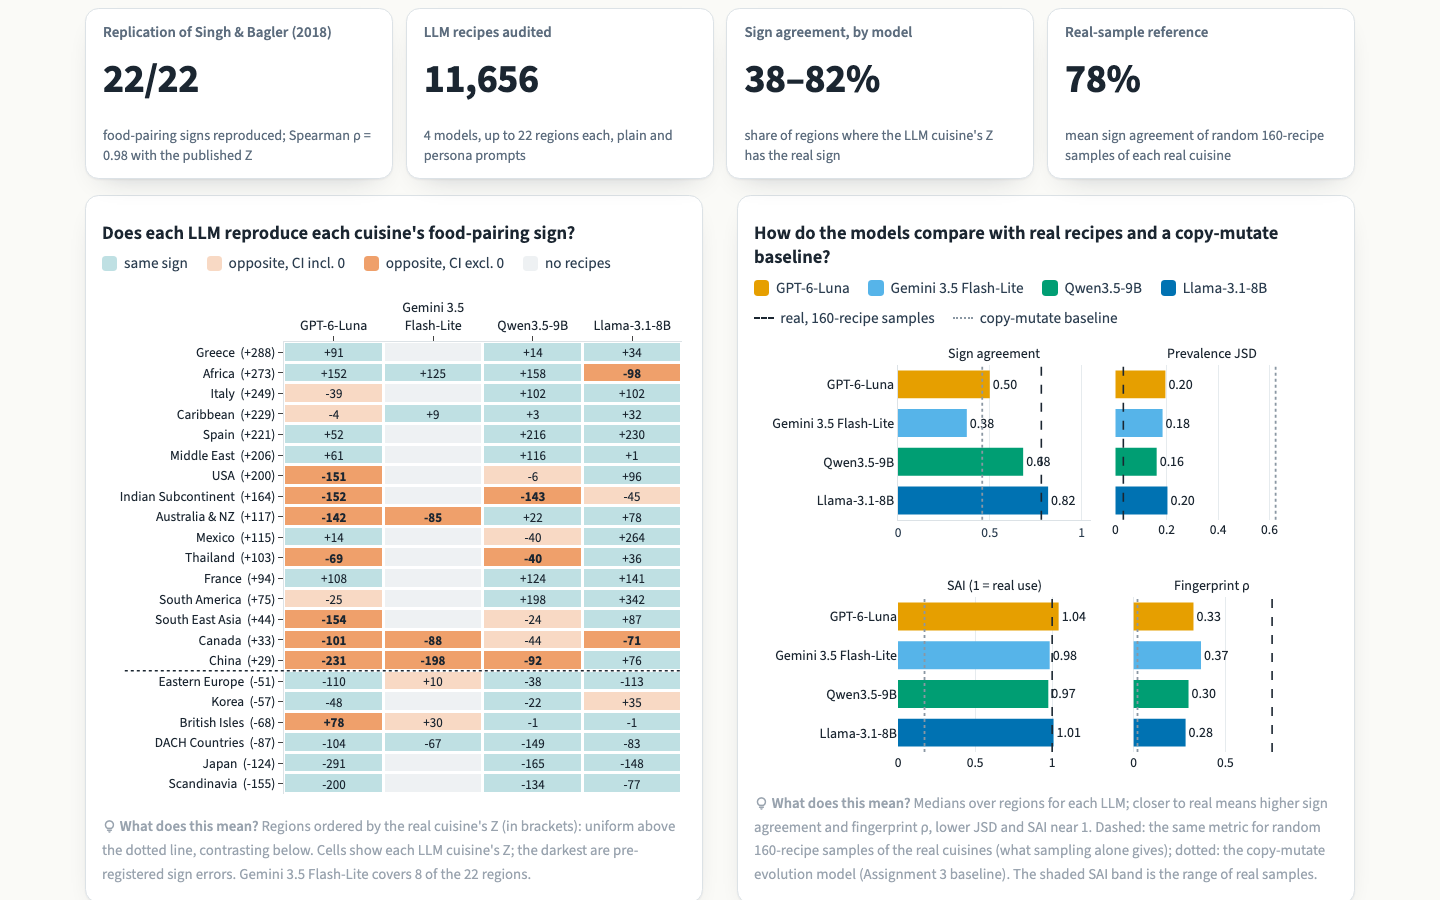 Replication of Singh & Bagler (2018)
22/22
food-pairing signs reproduced; Spearman ρ =
0.98 with the published Z
LLM recipes audited
11,656
4 models, up to 22 regions each, plain and
persona prompts
Sign agreement, by model
38–82%
share of regions where the LLM cuisine's Z
has the real sign
Real-sample reference
78%
mean sign agreement of random 160-recipe
samples of each real cuisine
Does each LLM reproduce each cuisine's food-pairing sign?
same sign opposite, CI incl. 0 opposite, CI excl. 0 no recipes
Gemini 3.5
GPT-6-Luna Flash-Lite Qwen3.5-9B Llama-3.1-8B
Greece (+288) +91 +14 +34
Africa (+273) +152 +125 +158 -98
Italy (+249) -39 +102 +102
Caribbean (+229) -4 +9 +3 +32
Spain (+221) +52 +216 +230
Middle East (+206) +61 +116 +1
USA (+200) -151 -6 +96
Indian Subcontinent (+164) -152 -143 -45
Australia & NZ (+117) -142 -85 +22 +78
Mexico (+115) +14 -40 +264
Thailand (+103) -69 -40 +36
France (+94) +108 +124 +141
South America (+75) -25 +198 +342
South East Asia (+44) -154 -24 +87
Canada (+33) -101 -88 -44 -71
China (+29) -231 -198 -92 +76
Eastern Europe (-51) -110 +10 -38 -113
Korea (-57) -48 -22 +35
British Isles (-68) +78 +30 -1 -1
DACH Countries (-87) -104 -67 -149 -83
Japan (-124) -291 -165 -148
Scandinavia (-155) -200 -134 -77
What does this mean? Regions ordered by the real cuisine's Z (in brackets): uniform above
the dotted line, contrasting below. Cells show each LLM cuisine's Z; the darkest are pre-
registered sign errors. Gemini 3.5 Flash-Lite covers 8 of the 22 regions.
How do the models compare with real recipes and a copy-mutate
baseline?
GPT-6-Luna Gemini 3.5 Flash-Lite Qwen3.5-9B Llama-3.1-8B
real, 160-recipe samples copy-mutate baseline
Sign agreement Prevalence JSD
GPT-6-Luna 0.50 0.20
Gemini 3.5 Flash-Lite 0.38 0.18
Qwen3.5-9B 0.68 0.16
Llama-3.1-8B 0.82 0.20
0 0.5 1 0 0.2 0.4 0.6
SAI (1 = real use) Fingerprint ρ
GPT-6-Luna 1.04 0.33
Gemini 3.5 Flash-Lite 0.98 0.37
Qwen3.5-9B 0.97 0.30
Llama-3.1-8B 1.01 0.28
0 0.5 1 0 0.5
What does this mean? Medians over regions for each LLM; closer to real means higher sign
agreement and fingerprint ρ, lower JSD and SAI near 1. Dashed: the same metric for random
160-recipe samples of the real cuisines (what sampling alone gives); dotted: the copy-mutate
evolution model (Assignment 3 baseline). The shaded SAI band is the range of real samples.